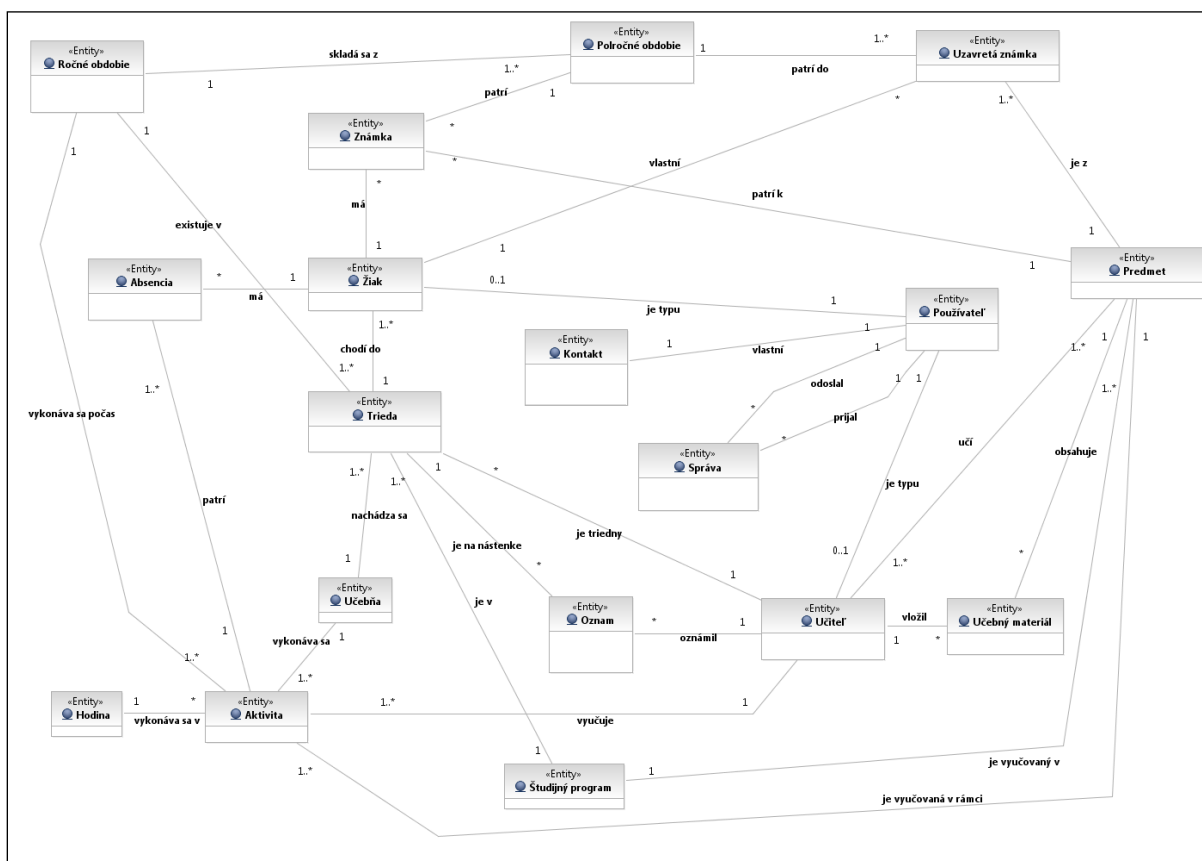 «Entity»
Ročné obdobie
«Entity»
Polročné obdobie
«Entity»
Uzavretá známka
skladá sa z
1
1..*
1
1..*
patrí do
patrí
1
*
1..*
1
1
«Entity»
Známka
*
*
*
vlastní
je z
patrí k
má
existuje v
1
1
1
1
«Entity»
Absencia
*
1
má
«Entity»
Žiak
0..1
«Entity»
Predmet
je typu
1
«Entity»
Používateľ
1..*
chodí do
1..*
1
«Entity»
Kontakt
1
vlastní
1
1
1
1
odoslal
prijal
*
*
1..*
1
1
1..*
1..*
vykonáva sa počas
«Entity»
Trieda
«Entity»
Správa
učí
obsahuje
1..*
1..*
1
*
patrí
nachádza sa
je na nástenke
je triedny
je typu
1
*
1
0..1
1..*
*
je v
«Entity»
Učebňa
«Entity»
Oznam
*
oznámil
1
«Entity»
Učiteľ
vložil
1
*
«Entity»
Učebný materiál
1
vykonáva sa
1
1..*
1..*
«Entity»
Hodina
1
*
vykonáva sa v
«Entity»
Aktivita
1..*
vyučuje
1
1..*
1
«Entity»
Študijný program
1
je vyučovaný v
je vyučovaná v rámci